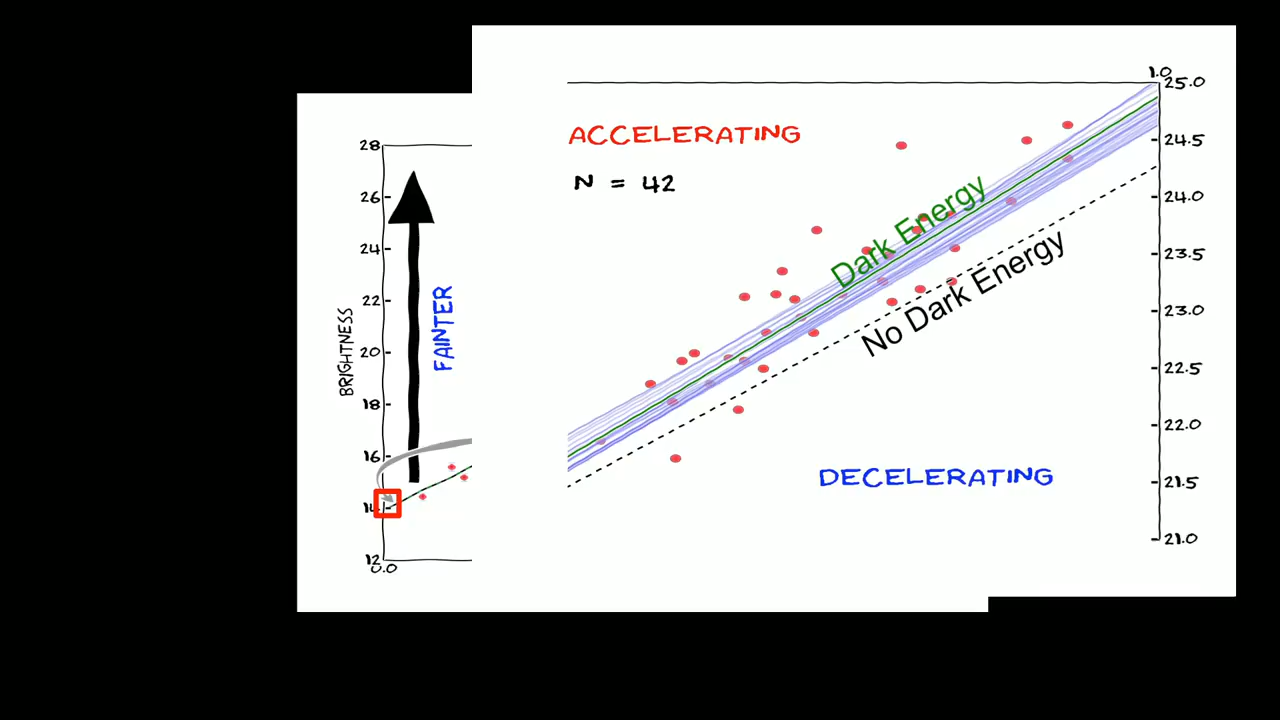 28
26
24
22
20
18
16
14
12
0.0
BRIGHTNESS
FAINTER
ACCELERATING
N = 42
Dark Energy
No Dark Energy
DECELERATING
1.0
25.0
24.5
24.0
23.5
23.0
22.5
22.0
21.5
21.0